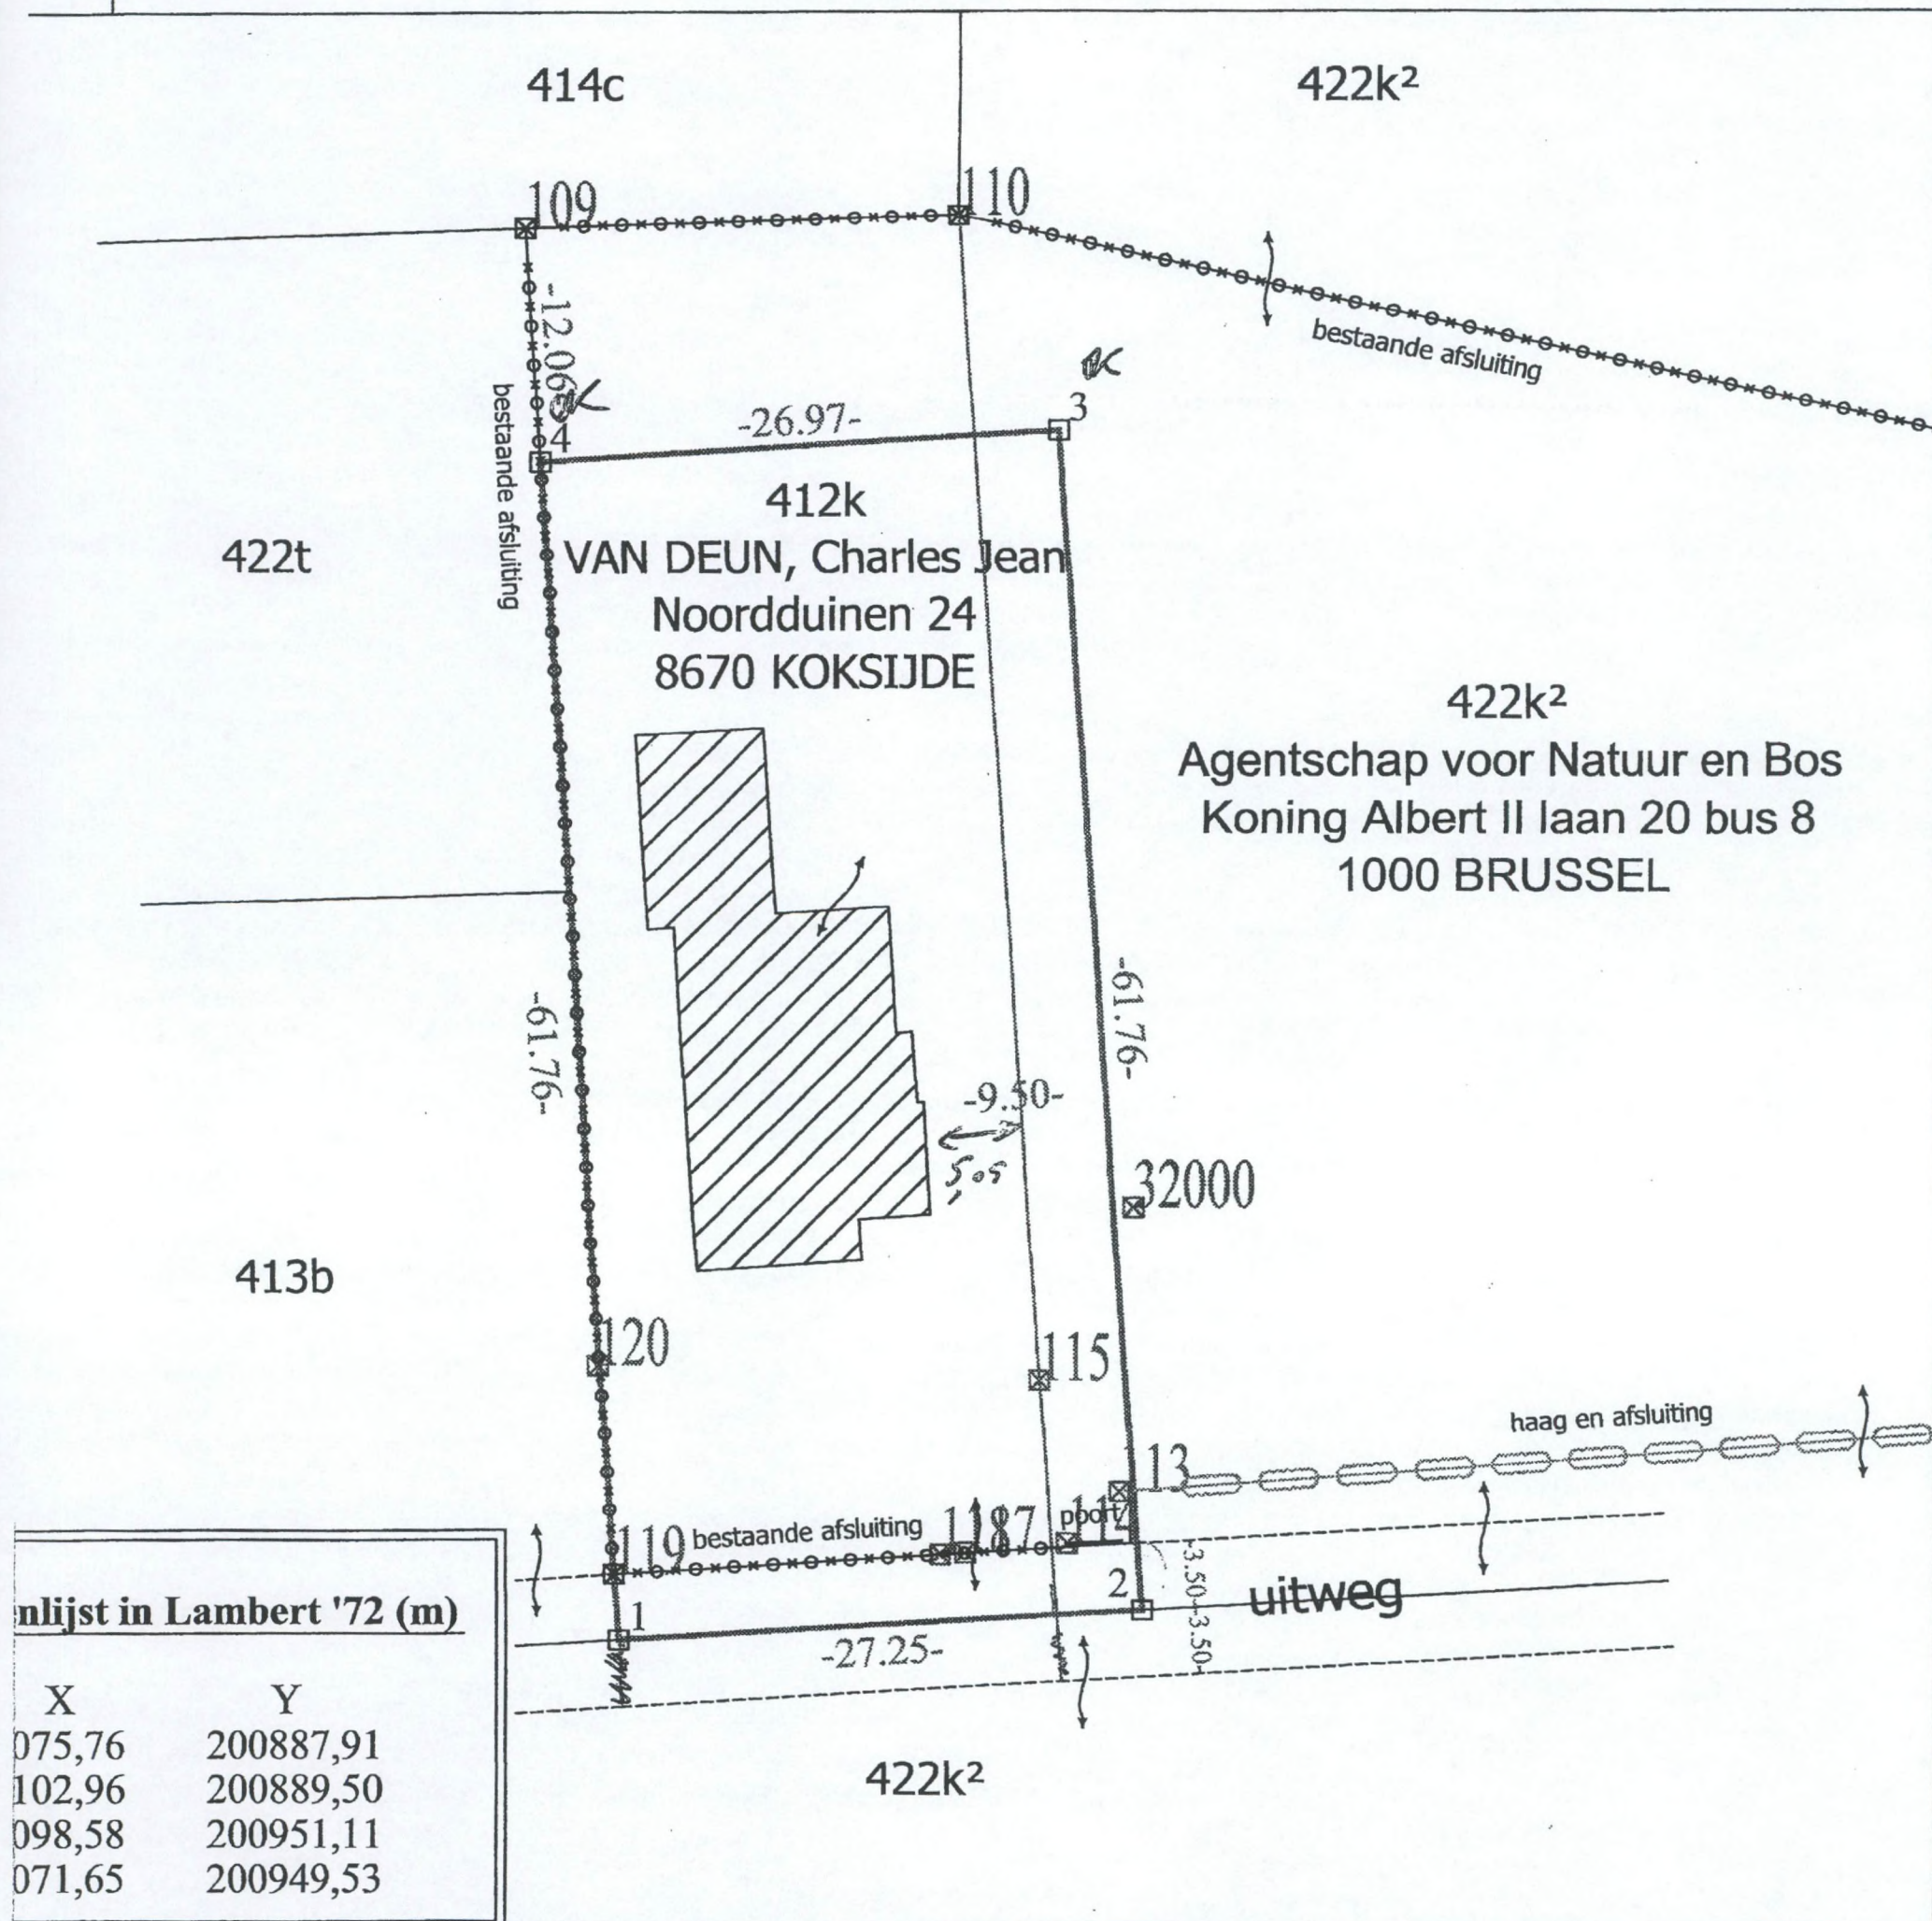 414c
422k²
109
110
-12.06-
bestaande afsluiting
bestaande afsluiting
3
4
-26.97-
412k
VAN DEUN, Charles Jean
Noordduinen 24
8670 KOKSIJDE
422t
422k²
Agentschap voor Natuur en Bos
Koning Albert II laan 20 bus 8
1000 BRUSSEL
-61.76-
-61.76-
-9.50-
5,05
32000
413b
120
115
haag en afsluiting
113
119
bestaande afsluiting
118
117
poort
1
2
-3.50-
-3.50-
uitweg
-27.25-
422k²
nlijst in Lambert '72 (m)
X Y
075,76 200887,91
102,96 200889,50
098,58 200951,11
071,65 200949,53